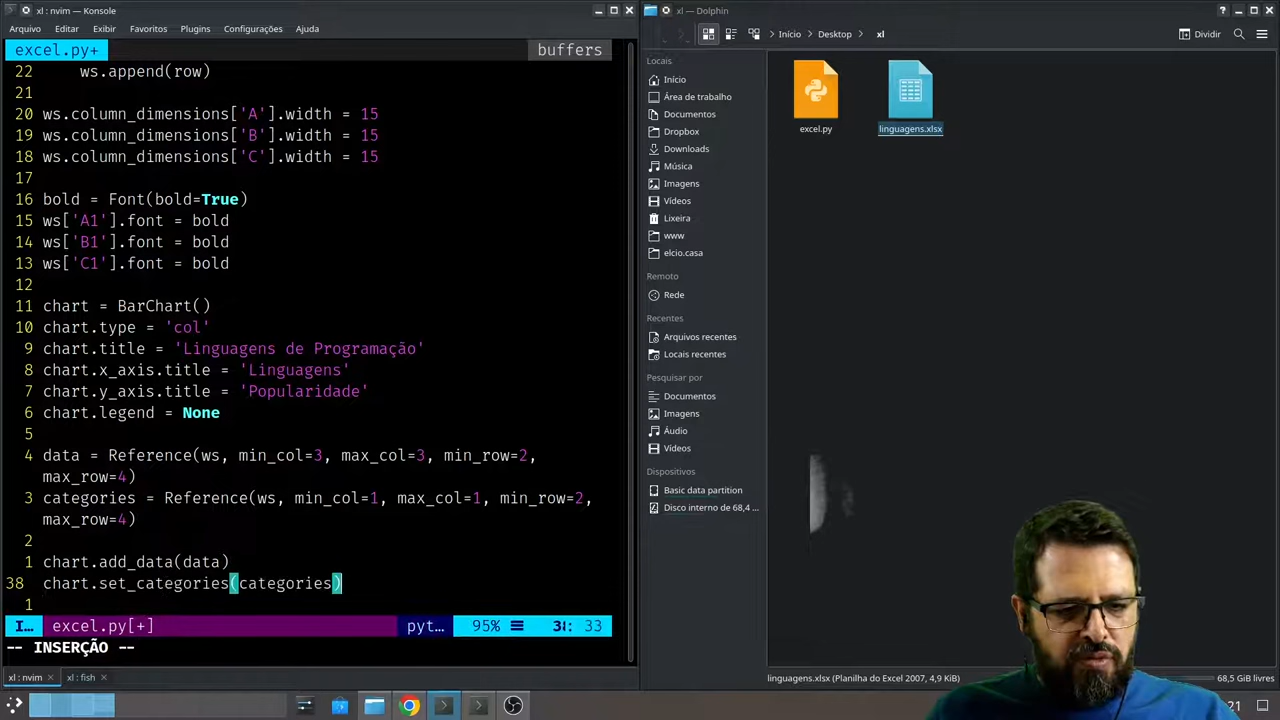 xl : nvim — Konsole
Arquivo Editar Exibir Favorites Plugins Configurações Ajuda
excel.py+ buffers
22 ws.append(row)
21
20 ws.column_dimensions['A'].width = 15
19 ws.column_dimensions['B'].width = 15
18 ws.column_dimensions['C'].width = 15
17
16 bold = Font(bold=True)
15 ws['A1'].font = bold
14 ws['B1'].font = bold
13 ws['C1'].font = bold
12
11 chart = BarChart()
10 chart.type = 'col'
9 chart.title = 'Linguagens de Programação'
8 chart.x_axis.title = 'Linguagens'
7 chart.y_axis.title = 'Popularidade'
6 chart.legend = None
5
4 data = Reference(ws, min_col=3, max_col=3, min_row=2,
max_row=4)
3 categories = Reference(ws, min_col=1, max_col=1, min_row=2,
max_row=4)
2
1 chart.add_data(data)
38 chart.set_categories(categories)
1
I… excel.py[+] pyt… 95% 38: 33
-- INSERÇÃO --
xl : nvim xl : fish
xl — Dolphin
Início Desktop xl Dividir
Locais
Início
Área de trabalho
Documentos
Dropbox
Downloads
Música
Imagens
Vídeos
Lixeira
www
elcio.casa
Remoto
Rede
Recentes
Arquivos recentes
Locais recentes
Pesquisar por
Documentos
Imagens
Áudio
Vídeos
Dispositivos
Basic data partition
Disco interno de 68,4 ...
excel.py
linguagens.xlsx
linguagens.xlsx (Planilha do Excel 2007, 4,9 KiB)
68,5 GiB livres